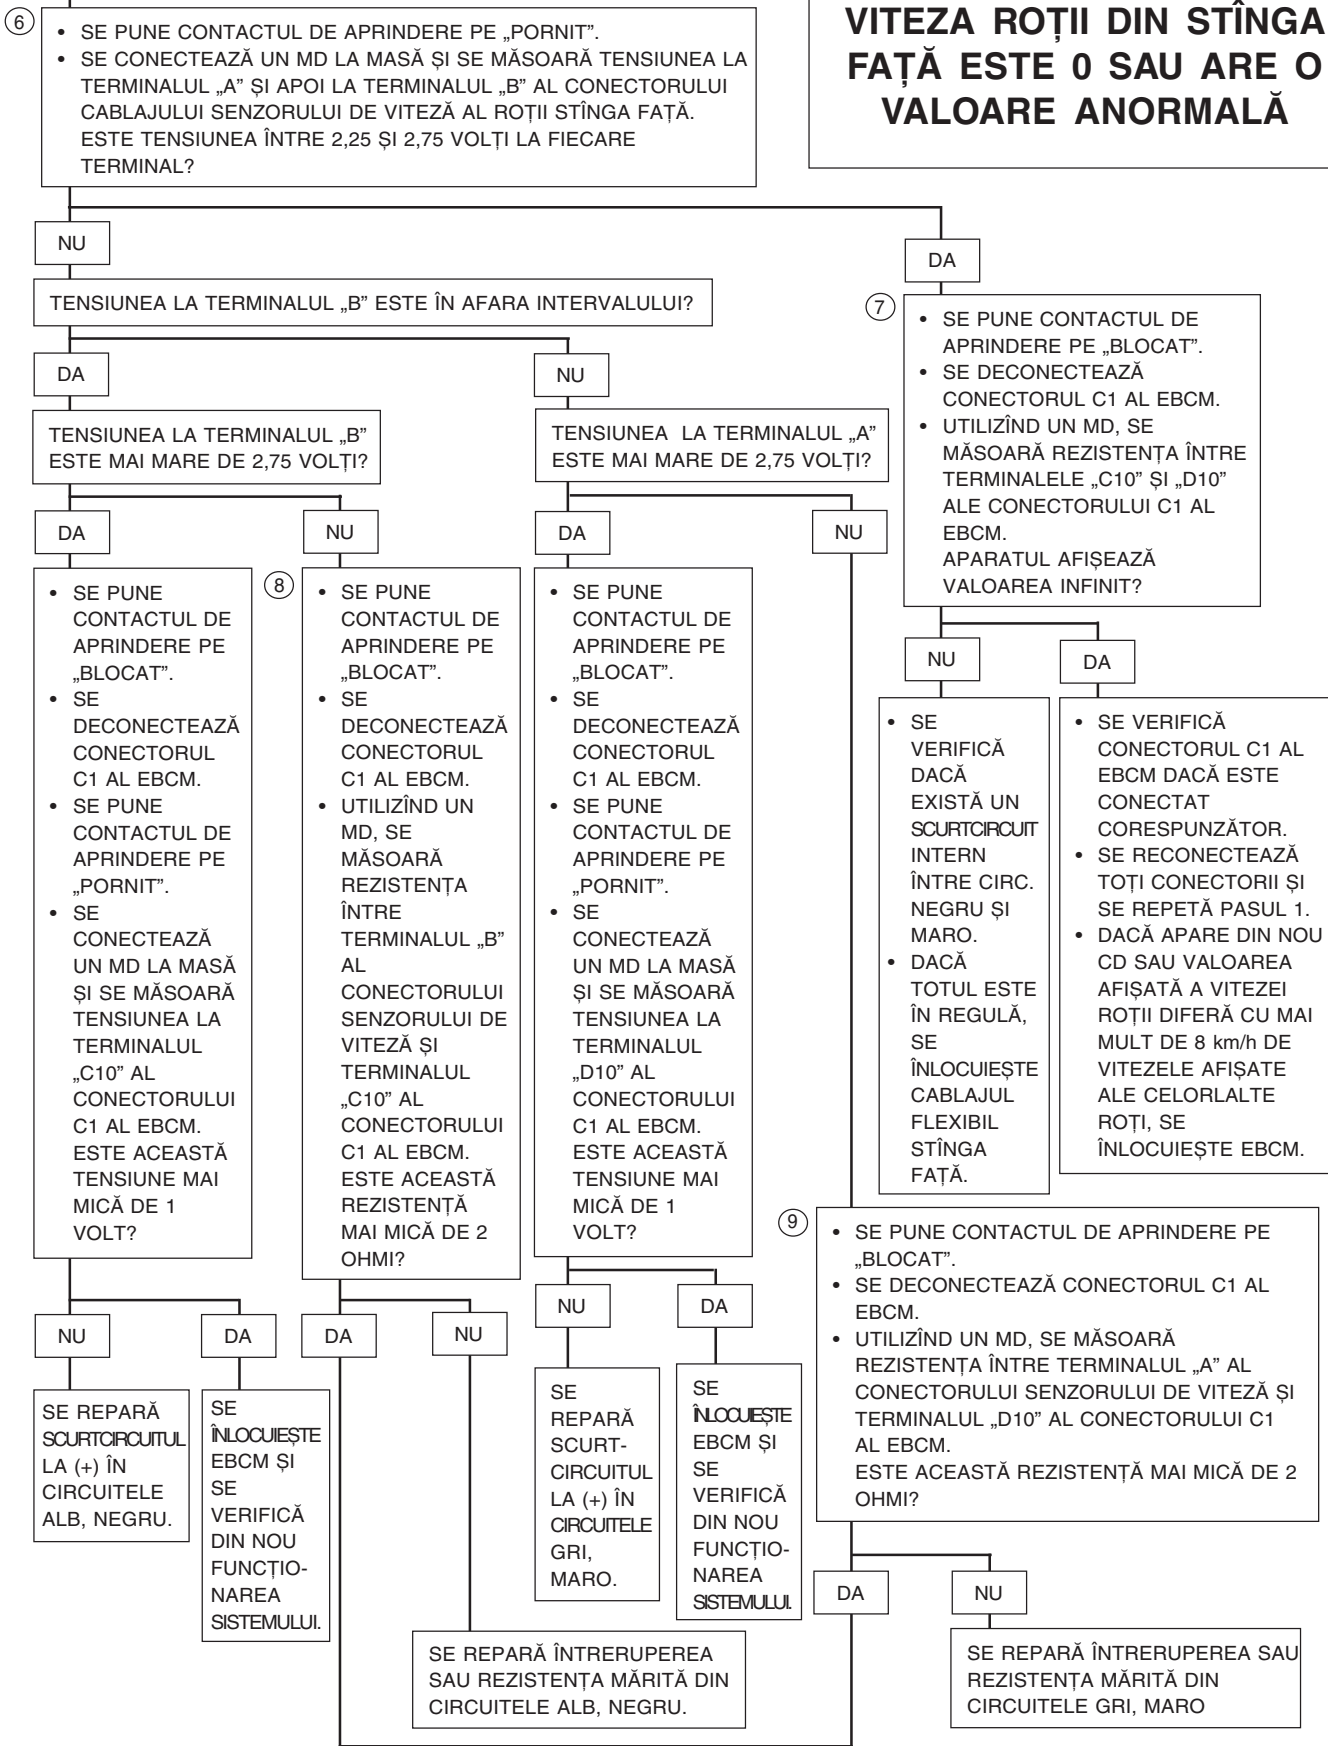 VITEZA ROȚII DIN STÎNGA
FAȚĂ ESTE 0 SAU ARE O
VALOARE ANORMALĂ
6
• SE PUNE CONTACTUL DE APRINDERE PE „PORNIT”.
• SE CONECTEAZĂ UN MD LA MASĂ ȘI SE MĂSOARĂ TENSIUNEA LA
TERMINALUL „A” ȘI APOI LA TERMINALUL „B” AL CONECTORULUI
CABLAJULUI SENZORULUI DE VITEZĂ AL ROȚII STÎNGA FAȚĂ.
ESTE TENSIUNEA ÎNTRE 2,25 ȘI 2,75 VOLȚI LA FIECARE
TERMINAL?
NU
DA
TENSIUNEA LA TERMINALUL „B” ESTE ÎN AFARA INTERVALULUI?
7
• SE PUNE CONTACTUL DE
APRINDERE PE „BLOCAT”.
• SE DECONECTEAZĂ
CONECTORUL C1 AL EBCM.
• UTILIZÎND UN MD, SE
MĂSOARĂ REZISTENȚA ÎNTRE
TERMINALELE „C10” ȘI „D10”
ALE CONECTORULUI C1 AL
EBCM.
APARATUL AFIȘEAZĂ
VALOAREA INFINIT?
DA
NU
TENSIUNEA LA TERMINALUL „B”
ESTE MAI MARE DE 2,75 VOLȚI?
TENSIUNEA LA TERMINALUL „A”
ESTE MAI MARE DE 2,75 VOLȚI?
DA
NU
DA
NU
• SE PUNE
CONTACTUL DE
APRINDERE PE
„BLOCAT”.
• SE
DECONECTEAZĂ
CONECTORUL
C1 AL EBCM.
• SE PUNE
CONTACTUL DE
APRINDERE PE
„PORNIT”.
• SE
CONECTEAZĂ
UN MD LA MASĂ
ȘI SE MĂSOARĂ
TENSIUNEA LA
TERMINALUL
„C10” AL
CONECTORULUI
C1 AL EBCM.
ESTE ACEASTĂ
TENSIUNE MAI
MICĂ DE 1
VOLT?
8
• SE PUNE
CONTACTUL DE
APRINDERE PE
„BLOCAT”.
• SE
DECONECTEAZĂ
CONECTORUL
C1 AL EBCM.
• UTILIZÎND UN
MD, SE
MĂSOARĂ
REZISTENȚA
ÎNTRE
TERMINALUL „B”
AL
CONECTORULUI
SENZORULUI DE
VITEZĂ ȘI
TERMINALUL
„C10” AL
CONECTORULUI
C1 AL EBCM.
ESTE ACEASTĂ
REZISTENȚĂ
MAI MICĂ DE 2
OHMI?
• SE PUNE
CONTACTUL DE
APRINDERE PE
„BLOCAT”.
• SE
DECONECTEAZĂ
CONECTORUL
C1 AL EBCM.
• SE PUNE
CONTACTUL DE
APRINDERE PE
„PORNIT”.
• SE
CONECTEAZĂ
UN MD LA MASĂ
ȘI SE MĂSOARĂ
TENSIUNEA LA
TERMINALUL
„D10” AL
CONECTORULUI
C1 AL EBCM.
ESTE ACEASTĂ
TENSIUNE MAI
MICĂ DE 1
VOLT?
NU
DA
• SE
VERIFICĂ
DACĂ
EXISTĂ UN
SCURTCIRCUIT
INTERN
ÎNTRE CIRC.
NEGRU ȘI
MARO.
• DACĂ
TOTUL ESTE
ÎN REGULĂ,
SE
ÎNLOCUIEȘTE
CABLAJUL
FLEXIBIL
STÎNGA
FAȚĂ.
• SE VERIFICĂ
CONECTORUL C1 AL
EBCM DACĂ ESTE
CONECTAT
CORESPUNZĂTOR.
• SE RECONECTEAZĂ
TOȚI CONECTORII ȘI
SE REPETĂ PASUL 1.
• DACĂ APARE DIN NOU
CD SAU VALOAREA
AFIȘATĂ A VITEZEI
ROȚII DIFERĂ CU MAI
MULT DE 8 km/h DE
VITEZELE AFIȘATE
ALE CELORLALTE
ROȚI, SE
ÎNLOCUIEȘTE EBCM.
9
• SE PUNE CONTACTUL DE APRINDERE PE
„BLOCAT”.
• SE DECONECTEAZĂ CONECTORUL C1 AL
EBCM.
• UTILIZÎND UN MD, SE MĂSOARĂ
REZISTENȚA ÎNTRE TERMINALUL „A” AL
CONECTORULUI SENZORULUI DE VITEZĂ ȘI
TERMINALUL „D10” AL CONECTORULUI C1
AL EBCM.
ESTE ACEASTĂ REZISTENȚĂ MAI MICĂ DE 2
OHMI?
NU
DA
DA
NU
NU
DA
SE REPARĂ
SCURTCIRCUITUL
LA (+) ÎN
CIRCUITELE
ALB, NEGRU.
SE
ÎNLOCUIEȘTE
EBCM ȘI
SE
VERIFICĂ
DIN NOU
FUNCȚIO-
NAREA
SISTEMULUI.
SE
REPARĂ
SCURT-
CIRCUITUL
LA (+) ÎN
CIRCUITELE
GRI,
MARO.
SE
ÎNLOCUIEȘTE
EBCM ȘI
SE
VERIFICĂ
DIN NOU
FUNCȚIO-
NAREA
SISTEMULUI.
DA
NU
SE REPARĂ ÎNTRERUPEREA
SAU REZISTENȚA MĂRITĂ DIN
CIRCUITELE ALB, NEGRU.
SE REPARĂ ÎNTRERUPEREA SAU
REZISTENȚA MĂRITĂ DIN
CIRCUITELE GRI, MARO